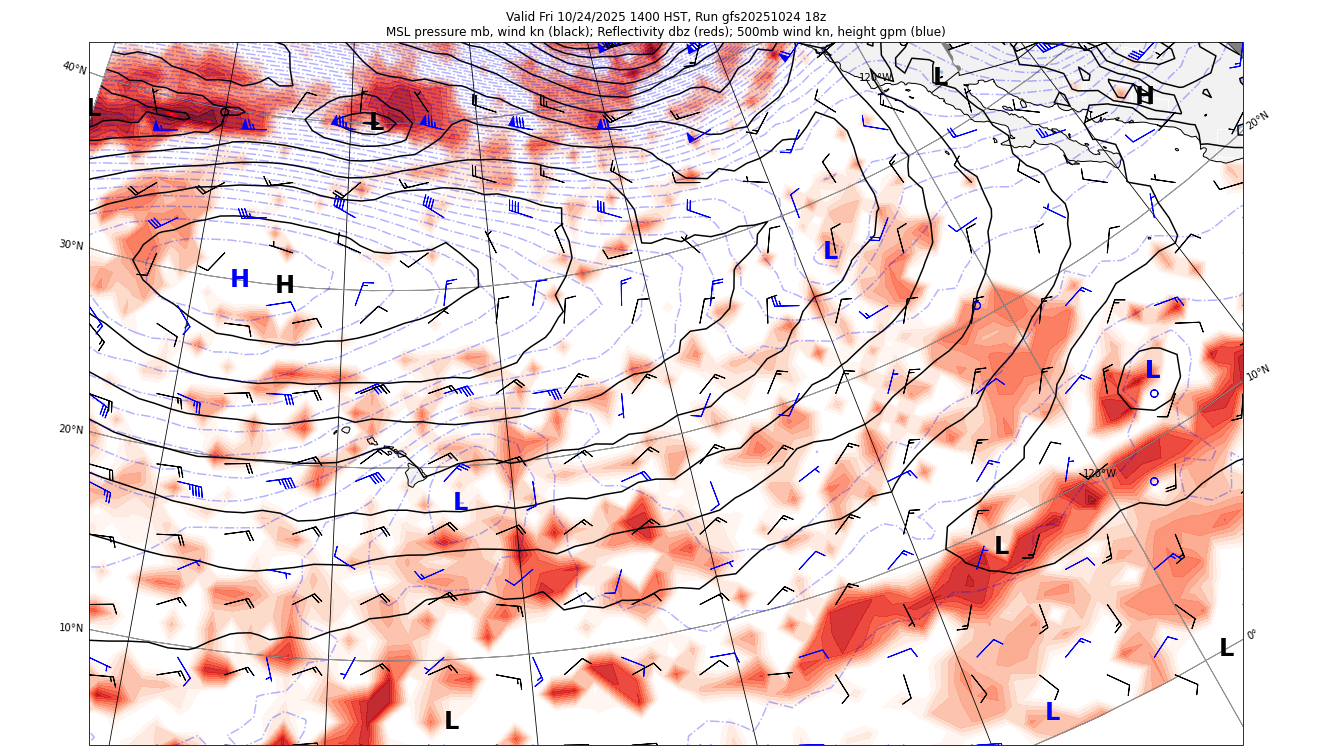 Valid Fri 10/24/2025 1400 HST, Run gfs20251024 18z
MSL pressure mb, wind kn (black); Reflectivity dbz (reds); 500mb wind kn, height gpm (blue)
40°N
120°W
L
H
L
L
20°N
30°N
L
H
H
L
10°N
20°N
120°W
L
L
10°N
0°
L
L
L